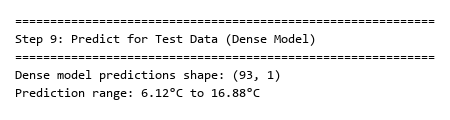 ============================================================
Step 9: Predict for Test Data (Dense Model)
============================================================
Dense model predictions shape: (93, 1)
Prediction range: 6.12°C to 16.88°C